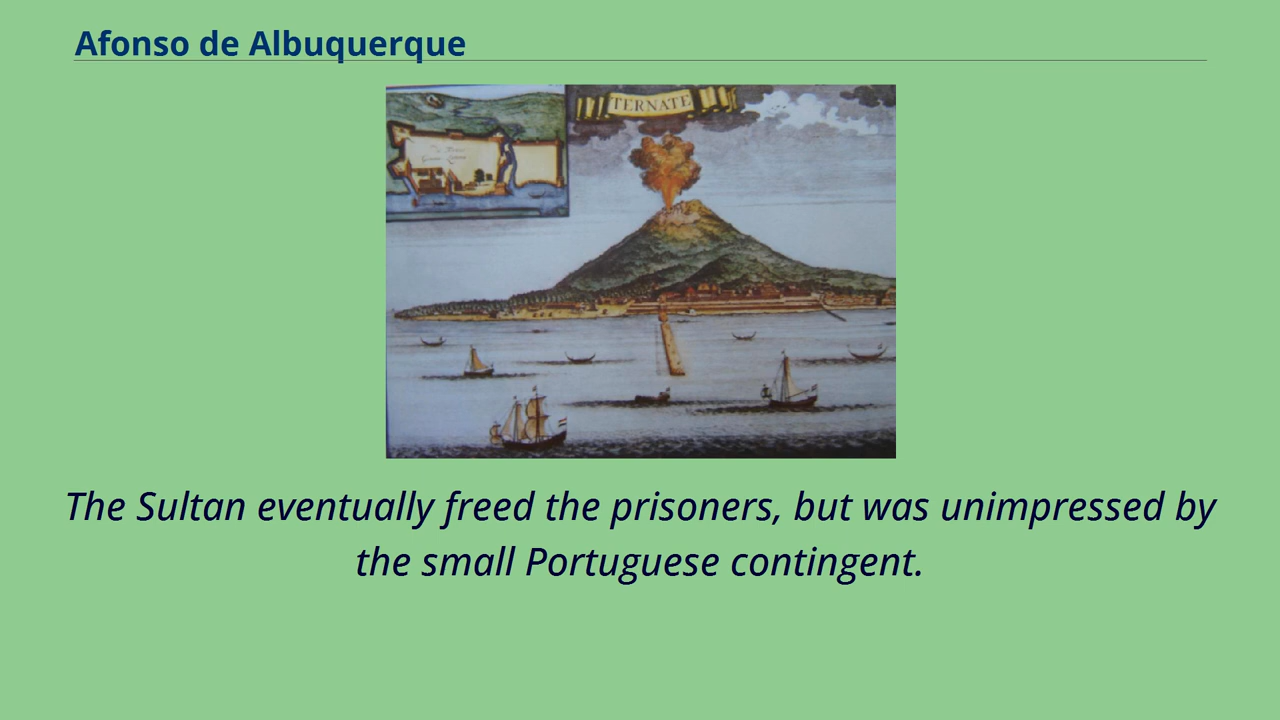 Afonso de Albuquerque
TERNATE
The Sultan eventually freed the prisoners, but was unimpressed by
the small Portuguese contingent.